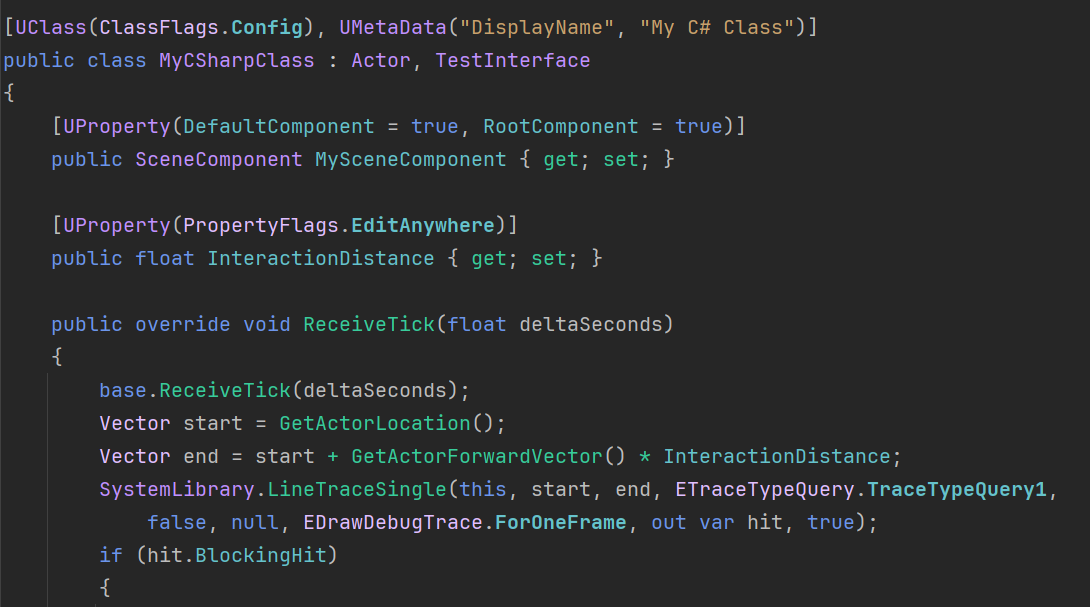 [UClass(ClassFlags.Config), UMetaData("DisplayName", "My C# Class")]
public class MyCSharpClass : Actor, TestInterface
{
    [UProperty(DefaultComponent = true, RootComponent = true)]
    public SceneComponent MySceneComponent { get; set; }

    [UProperty(PropertyFlags.EditAnywhere)]
    public float InteractionDistance { get; set; }

    public override void ReceiveTick(float deltaSeconds)
    {
        base.ReceiveTick(deltaSeconds);
        Vector start = GetActorLocation();
        Vector end = start + GetActorForwardVector() * InteractionDistance;
        SystemLibrary.LineTraceSingle(this, start, end, ETraceTypeQuery.TraceTypeQuery1,
            false, null, EDrawDebugTrace.ForOneFrame, out var hit, true);
        if (hit.BlockingHit)
        {